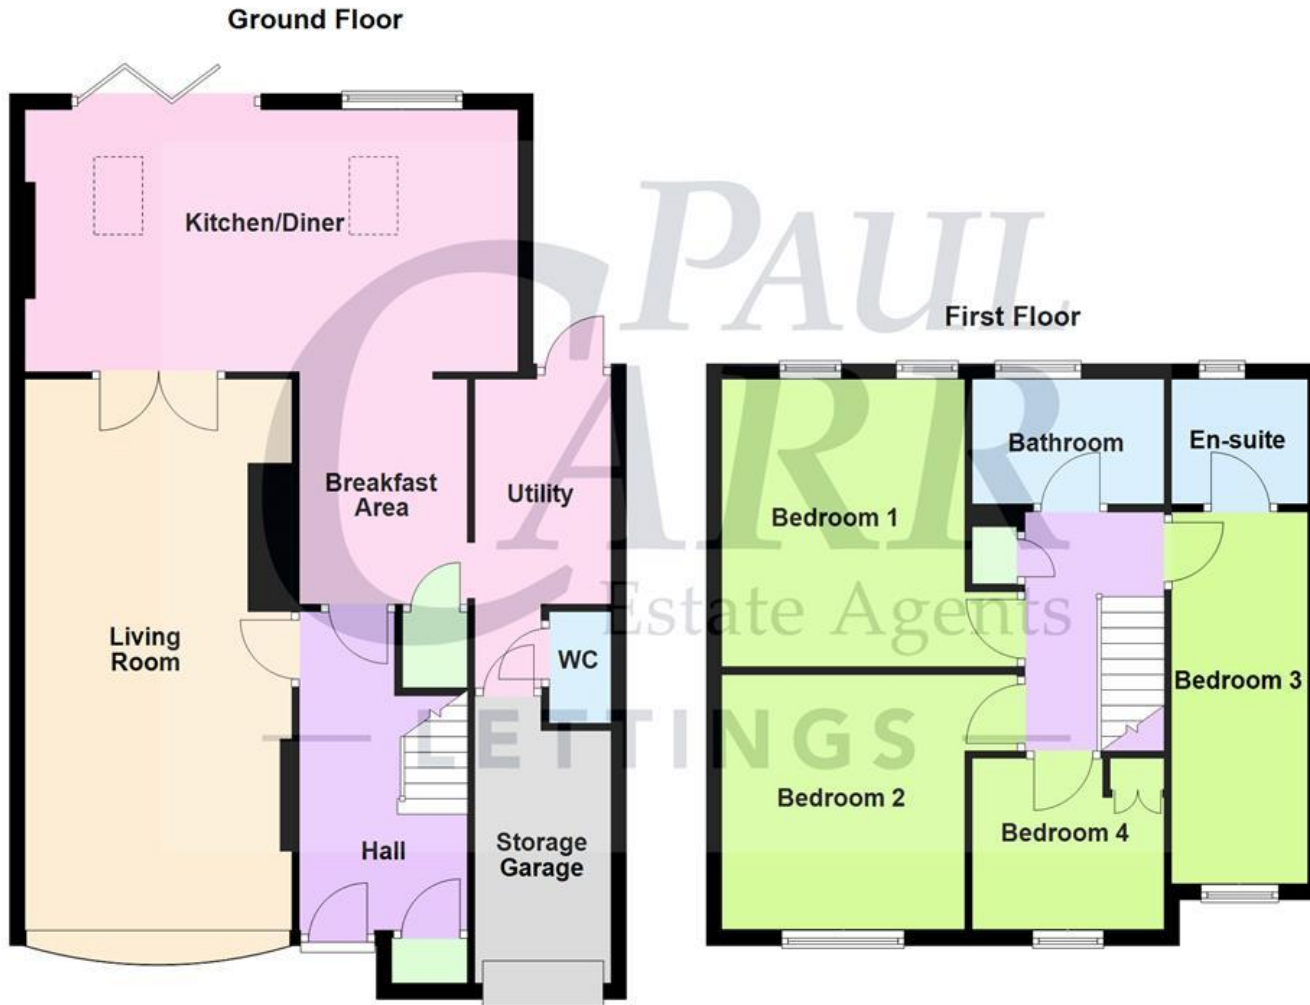 Ground Floor
Kitchen/Diner
Breakfast
Area
Utility
Living
Room
WC
Hall
Storage
Garage
PAUL
CARR
Estate Agents
LETTINGS
First Floor
Bathroom
En-suite
Bedroom 1
Bedroom 3
Bedroom 2
Bedroom 4